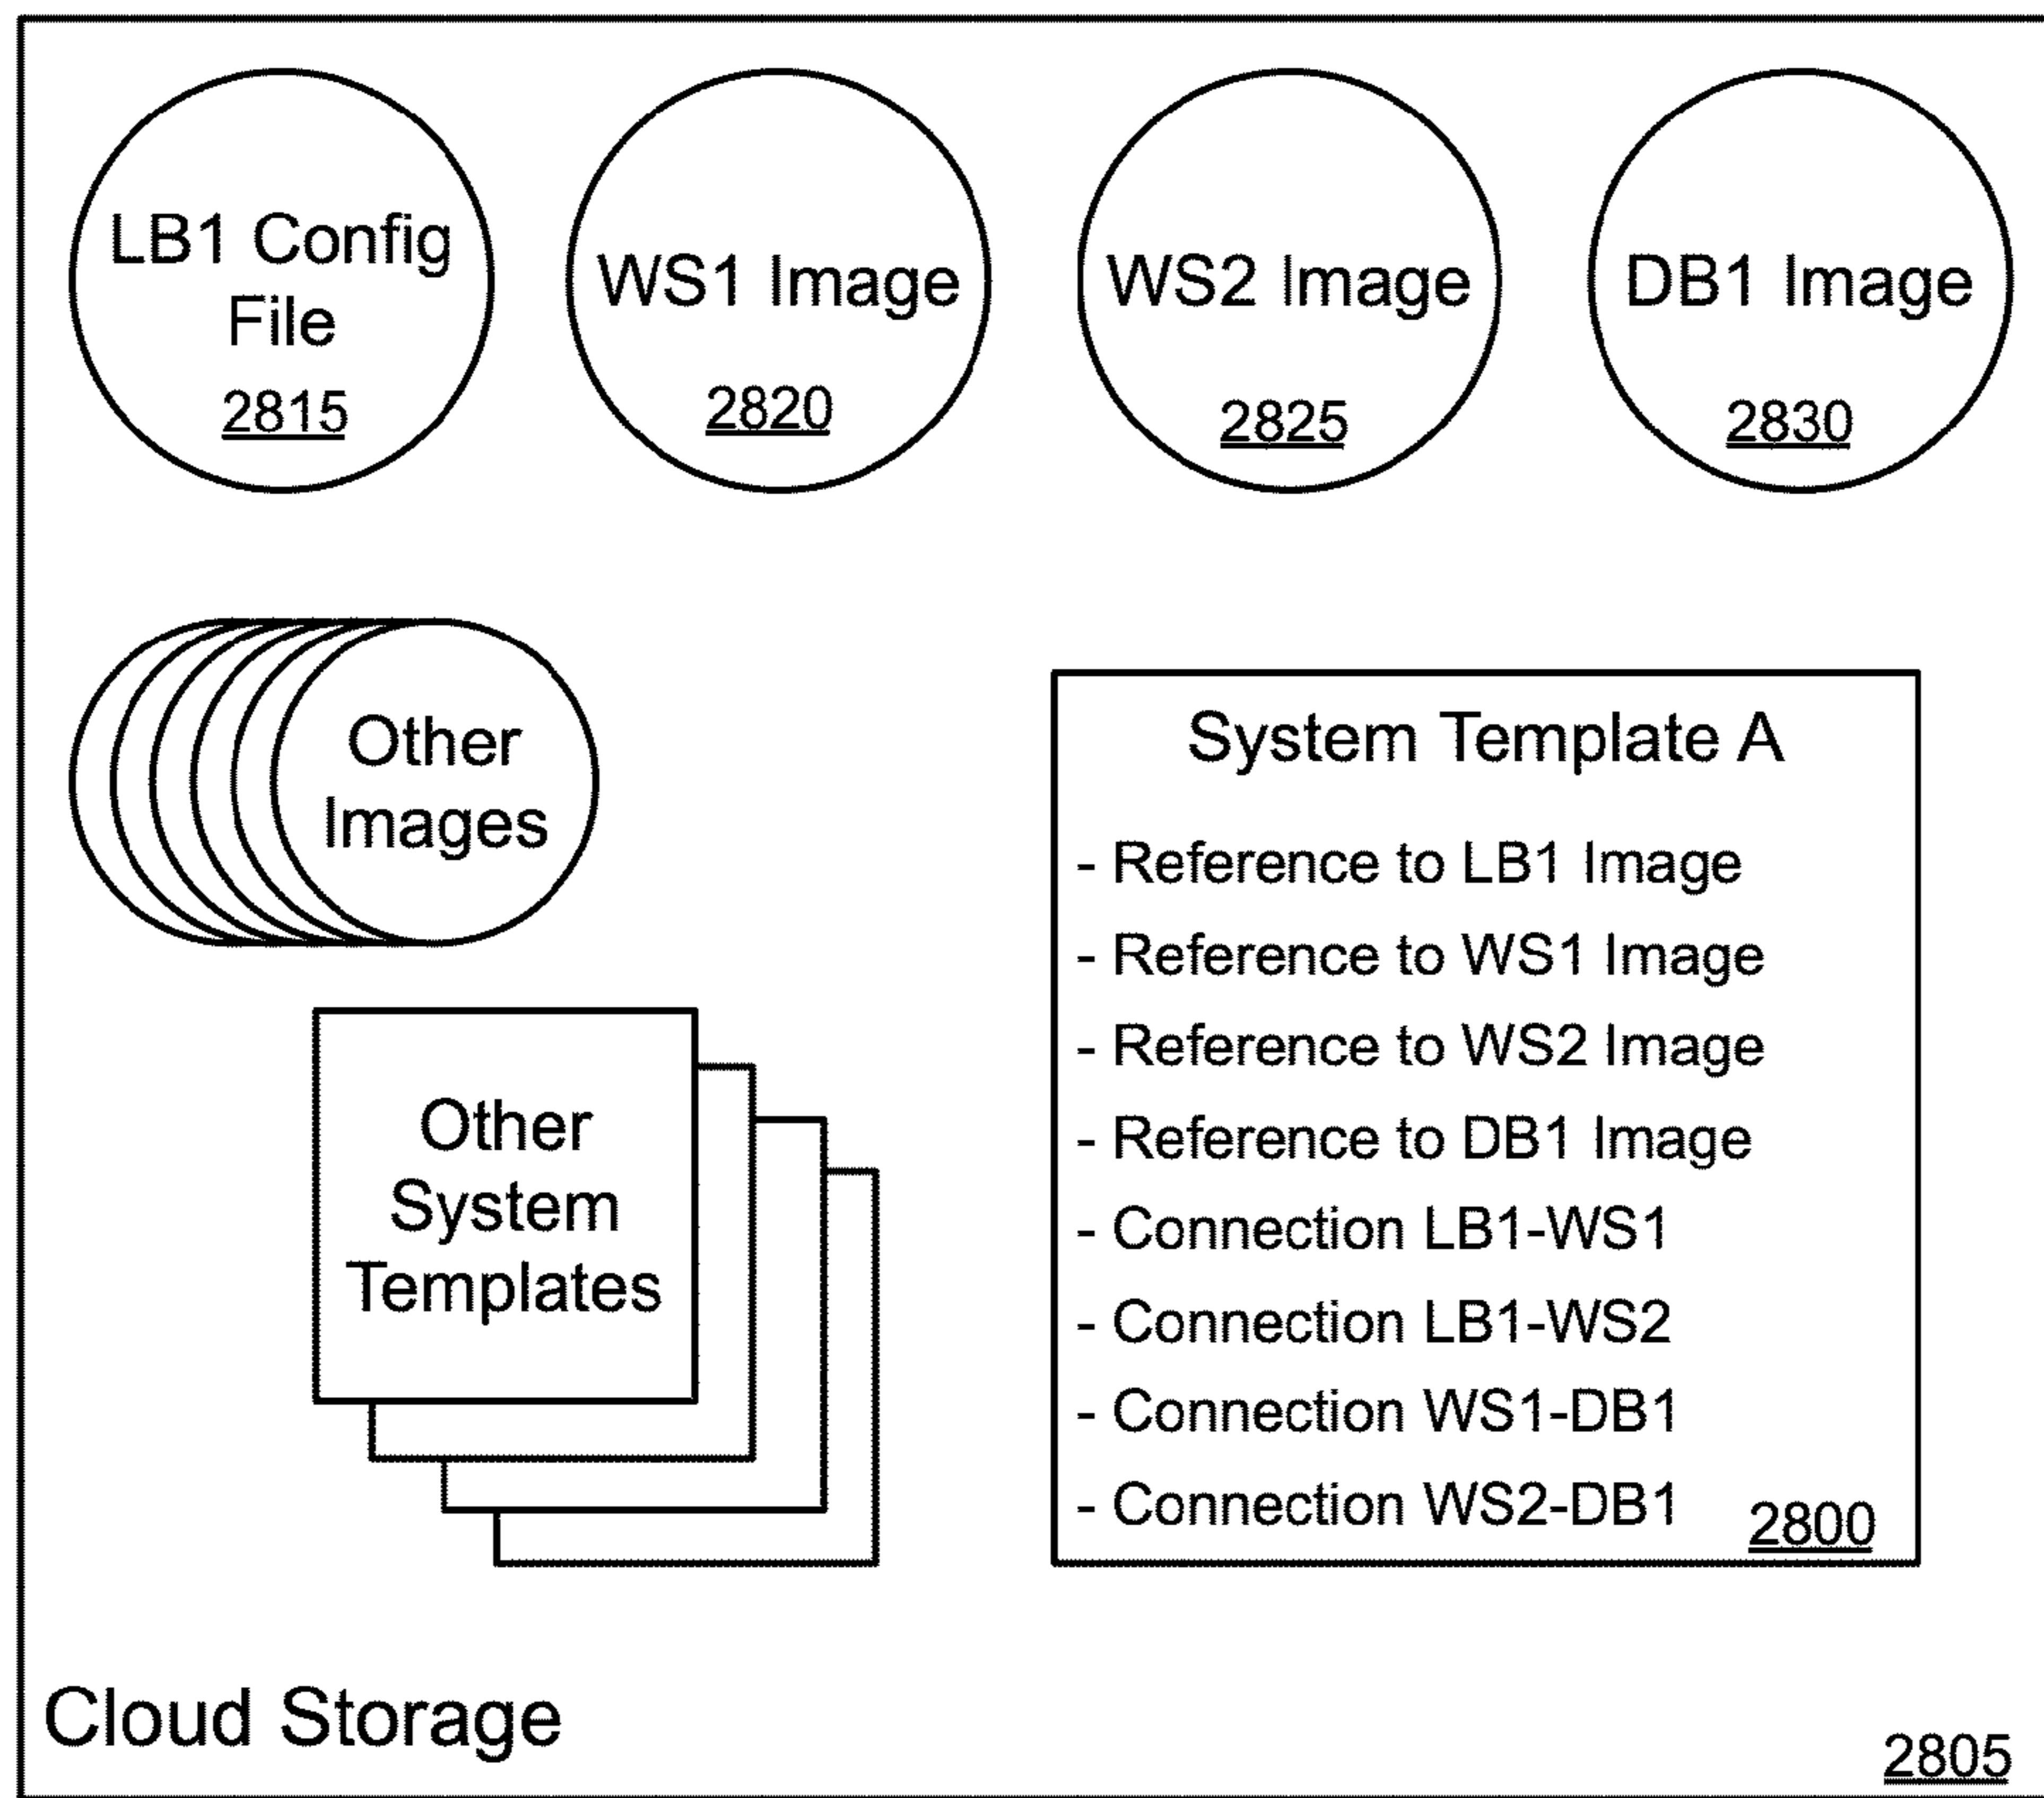 LB1 Config
File
2815
WS1 Image
2820
WS2 Image
2825
DB1 Image
2830
Other
Images
Other
System
Templates
System Template A
- Reference to LB1 Image
- Reference to WS1 Image
- Reference to WS2 Image
- Reference to DB1 Image
- Connection LB1-WS1
- Connection LB1-WS2
- Connection WS1-DB1
- Connection WS2-DB1
2800
Cloud Storage
2805